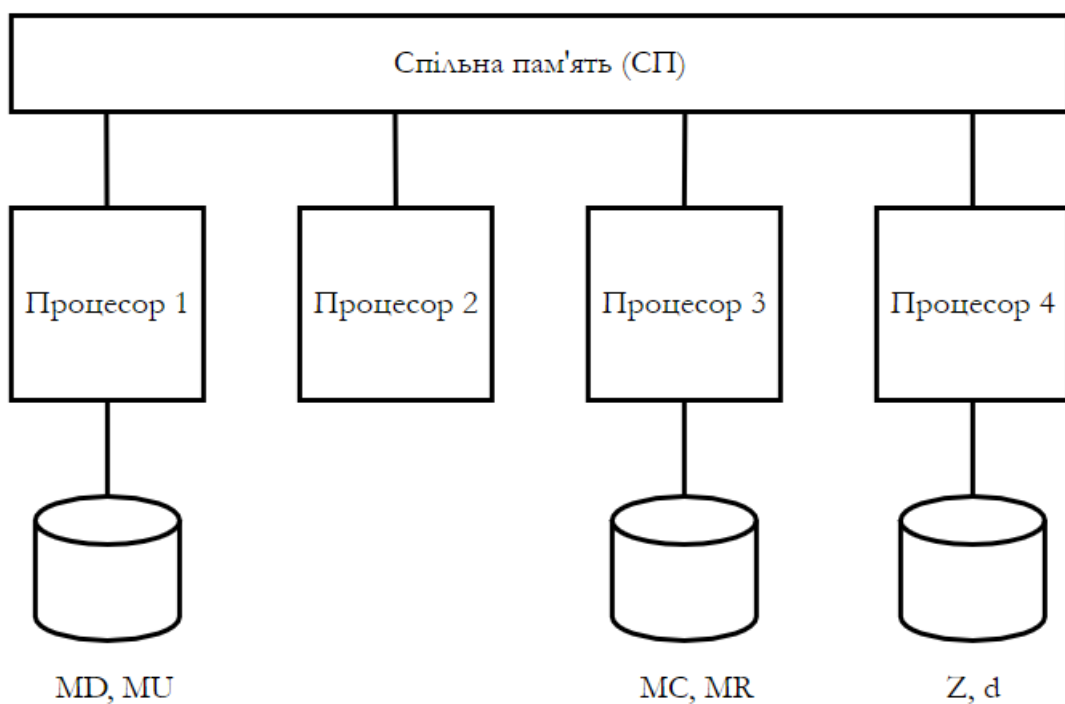 Спільна пам'ять (СП)
Процесор 1
Процесор 2
Процесор 3
Процесор 4
MD, MU
MC, MR
Z, d